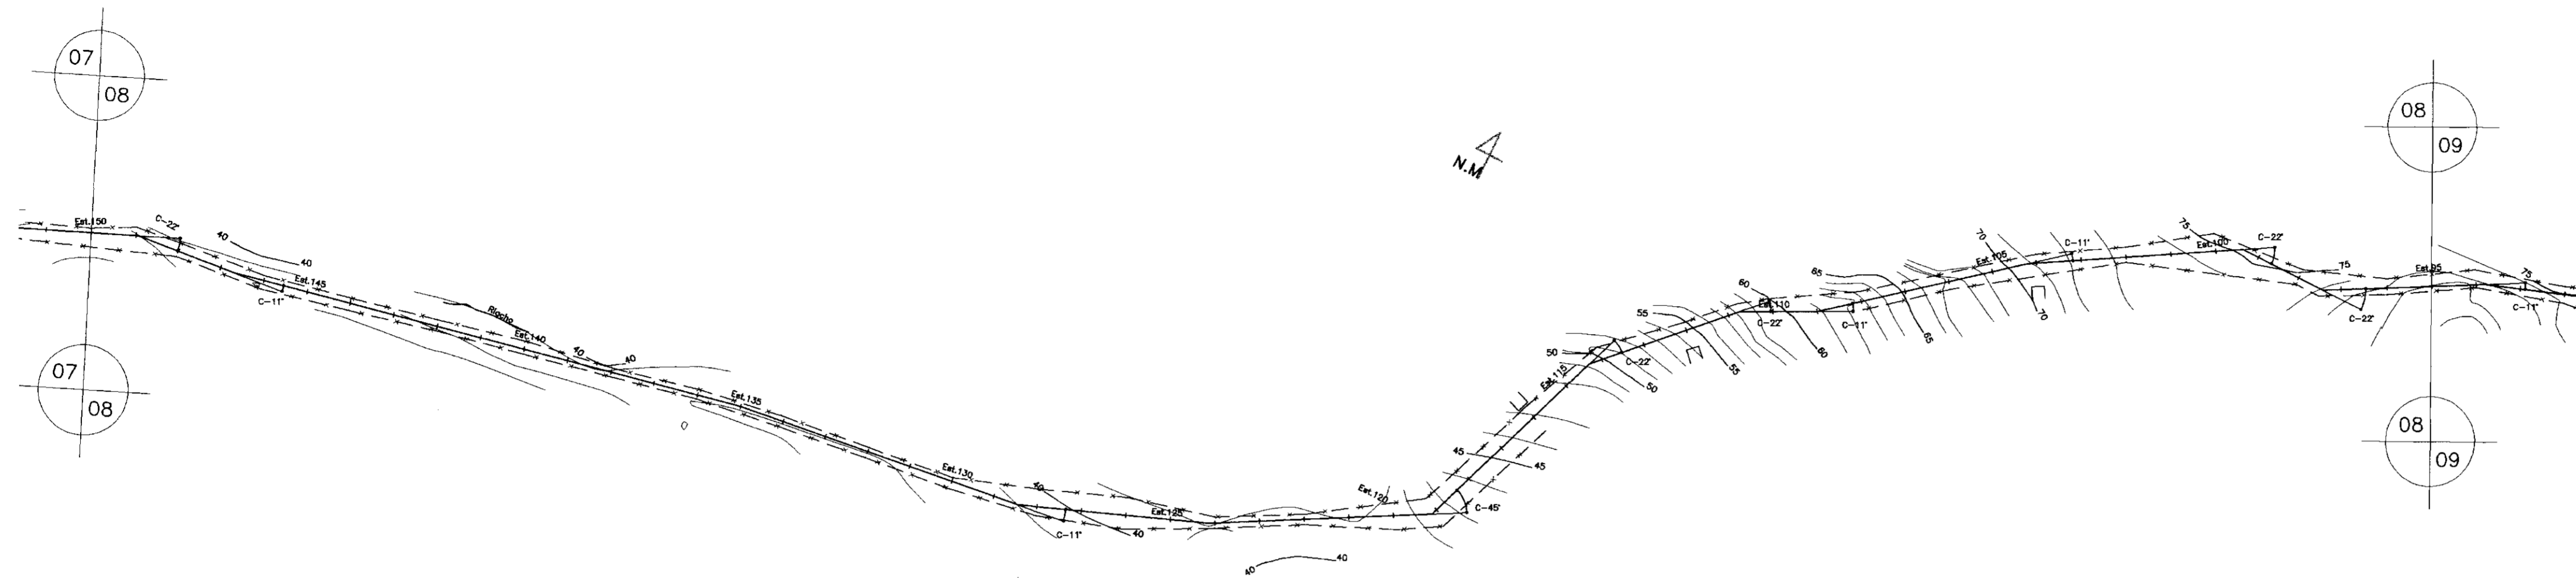 07
08
07
08
Est.150
C-22'
40
40
C-11'
Est.145
Riacho
Est.140
40
40
Est.135
Est.130
40
C-11'
Est.125
40
40
40
Est.120
C-45'
45
45
Est.115
50
C-22'
50
N.M
55
55
60
Est.110
C-22'
60
C-11'
65
65
Est.105
70
70
C-11'
75
Est.100
C-22'
75
C-22'
Est.95
75
C-11'
08
09
08
09